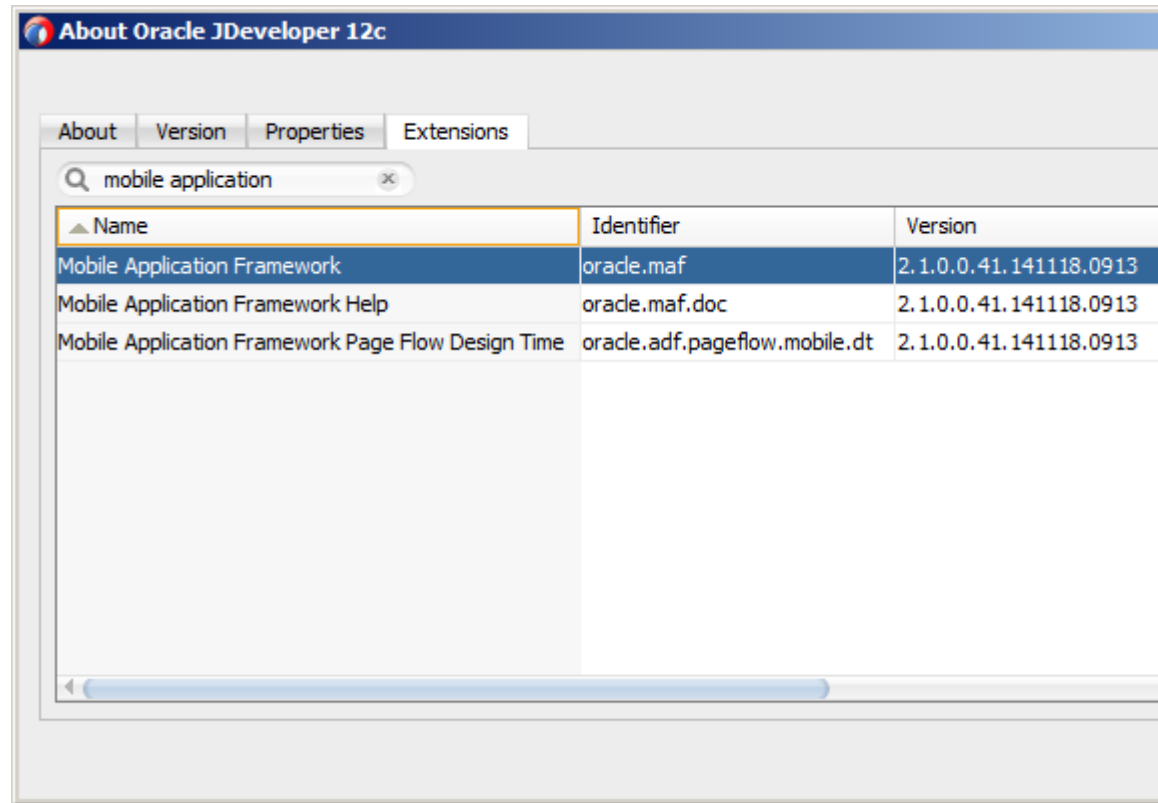 About Oracle JDeveloper 12c
About Version Properties Extensions
mobile application
Name Identifier Version
Mobile Application Framework oracle.maf 2.1.0.0.41.141118.0913
Mobile Application Framework Help oracle.maf.doc 2.1.0.0.41.141118.0913
Mobile Application Framework Page Flow Design Time oracle.adf.pageflow.mobile.dt 2.1.0.0.41.141118.0913